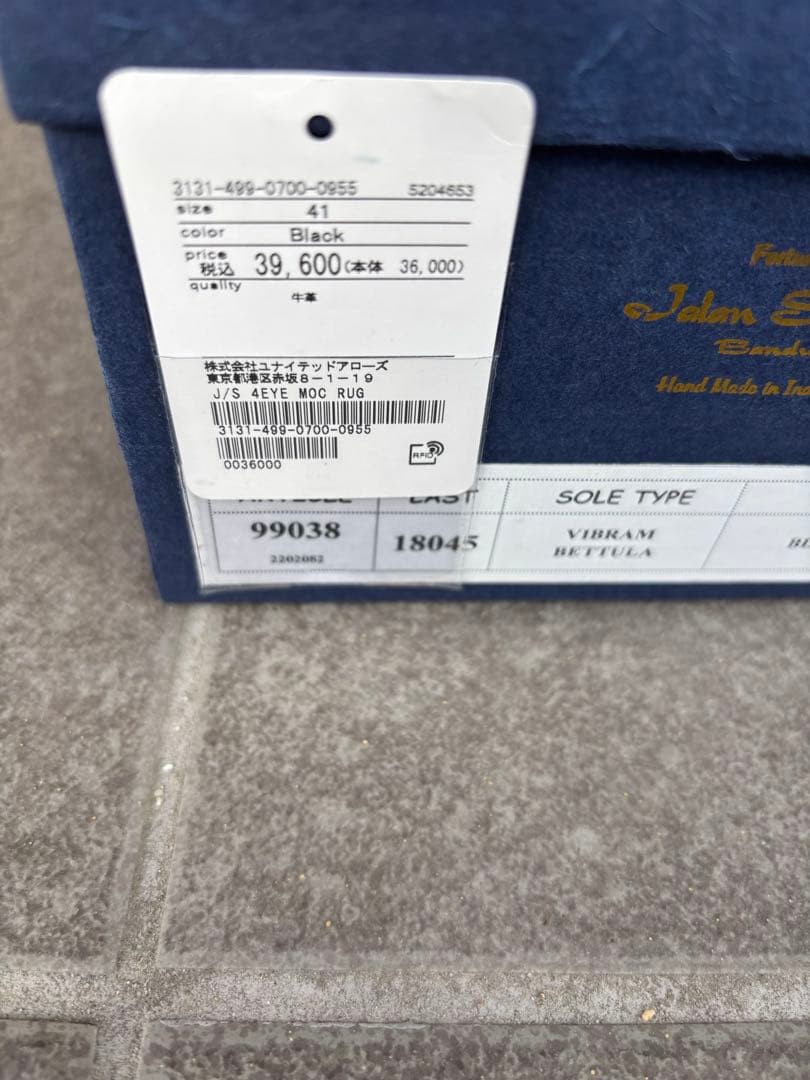 3131-499-0700-0955 5204653
size 41
color Black
price
税込 39,600(本体 36,000)
quality
牛革
株式会社ユナイテッドアローズ
東京都港区赤坂8-1-19
J/S 4EYE MOC RUG
3131-499-0700-0955
0036000
RFID
Jalan
Hand Made in
LAST SOLE TYPE
99038 18045 VIBRAM
2202082 BETTULA